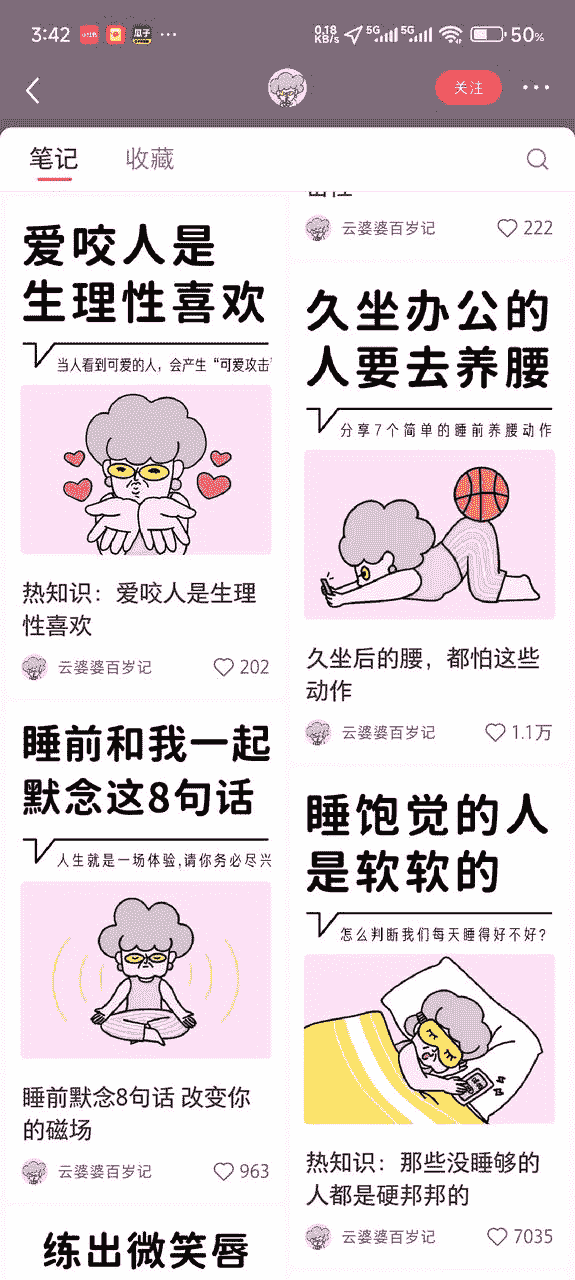 3:42
0.18 KB/s 5G 5G 50%
瓜子
关注
笔记 收藏
云婆婆百岁记 222
爱咬人是
生理性喜欢
当人看到可爱的人，会产生“可爱攻击”
热知识：爱咬人是生理
性喜欢
云婆婆百岁记 202
久坐办公的
人要去养腰
分享7个简单的睡前养腰动作
久坐后的腰，都怕这些
动作
云婆婆百岁记 1.1万
睡前和我一起
默念这8句话
人生就是一场体验,请你务必尽兴
睡前默念8句话 改变你
的磁场
云婆婆百岁记 963
睡饱觉的人
是软软的
怎么判断我们每天睡得好不好?
热知识：那些没睡够的
人都是硬邦邦的
云婆婆百岁记 7035
练出微笑唇